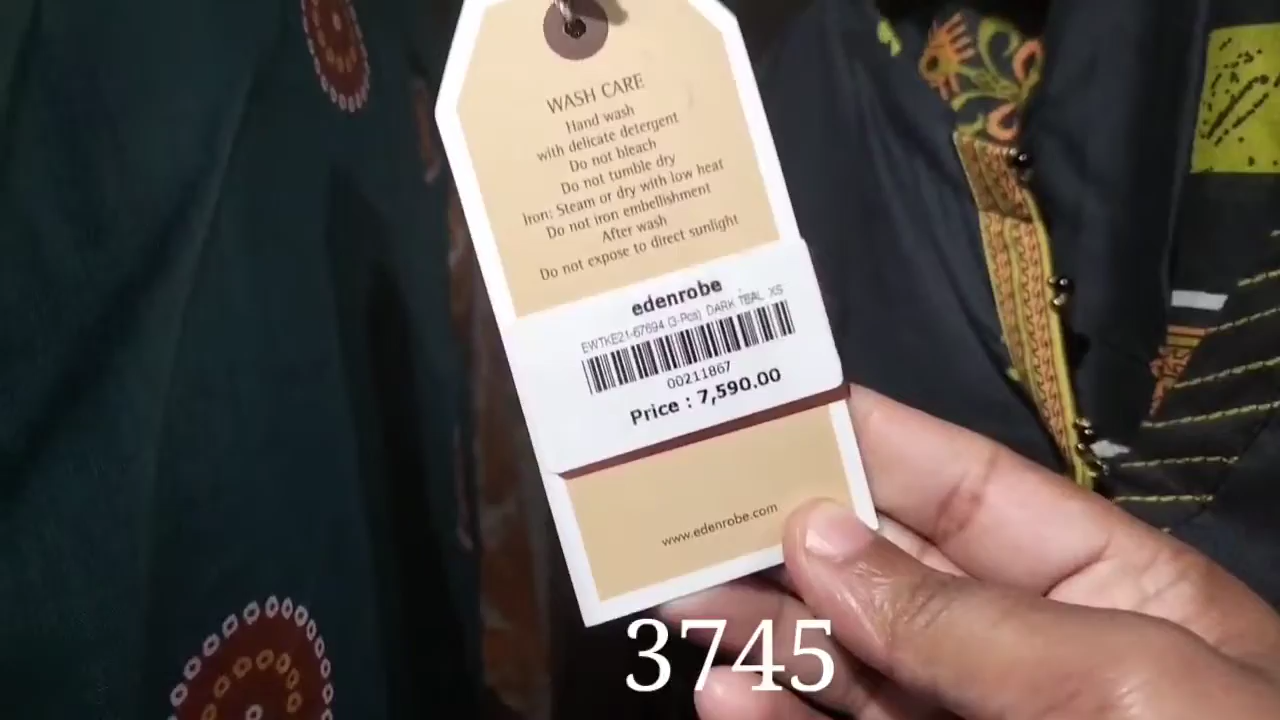 WASH CARE
Hand wash
with delicate detergent
Do not bleach
Do not tumble dry
Iron: Steam or dry with low heat
Do not iron embellishment
After wash
Do not expose to direct sunlight
edenrobe
EWTKE21-67694 (3-Pcs) DARK TEAL XS
00211867
Price : 7,590.00
www.edenrobe.com
3745